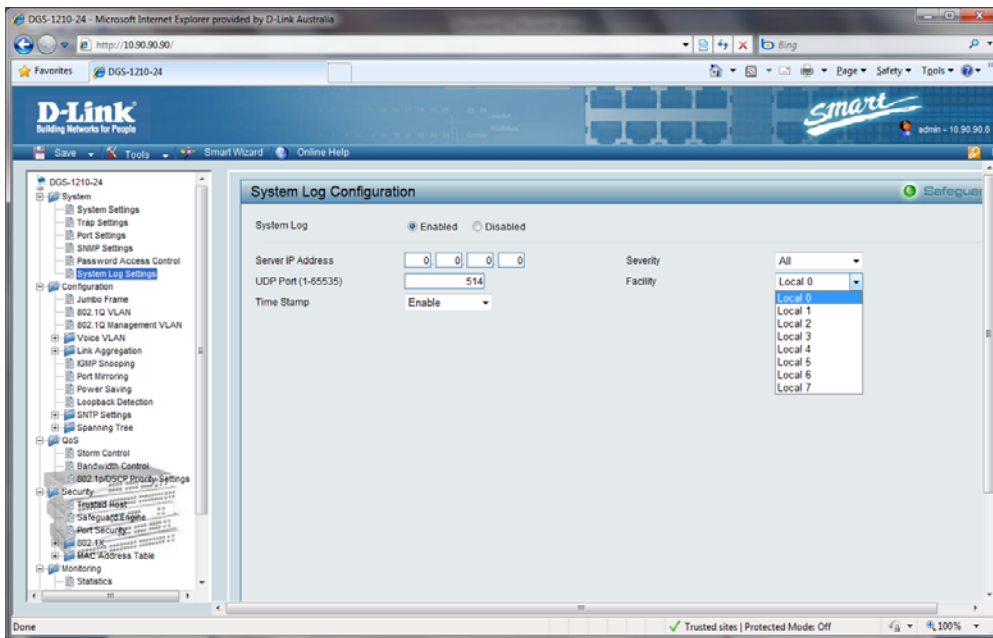 DGS-1210-24 - Microsoft Internet Explorer provided by D-Link Australia
http://10.90.90.90/
Bing
Favorites
DGS-1210-24
Page
Safety
Tools
D-Link
Building Networks for People
smart
admin - 10.90.90.
Save
Tools
Smart Wizard
Online Help
DGS-1210-24
System
System Settings
Trap Settings
Port Settings
SNMP Settings
Password Access Control
System Log Settings
Configuration
Jumbo Frame
802.1Q VLAN
802.1Q Management VLAN
Voice VLAN
Link Aggregation
IGMP Snooping
Port Mirroring
Power Saving
Loopback Detection
SNTP Settings
Spanning Tree
QoS
Storm Control
Bandwidth Control
802.1p/DSCP Priority Settings
Security
Trusted Host
Safeguard Engine
Port Security
802.1X
MAC Address Table
Monitoring
Statistics
System Log Configuration
Safeguar
System Log
Enabled
Disabled
Server IP Address
0 0 0 0
Severity
All
UDP Port (1-65535)
514
Facility
Local 0
Time Stamp
Enable
Local 0
Local 1
Local 2
Local 3
Local 4
Local 5
Local 6
Local 7
Done
Trusted sites | Protected Mode: Off
100%